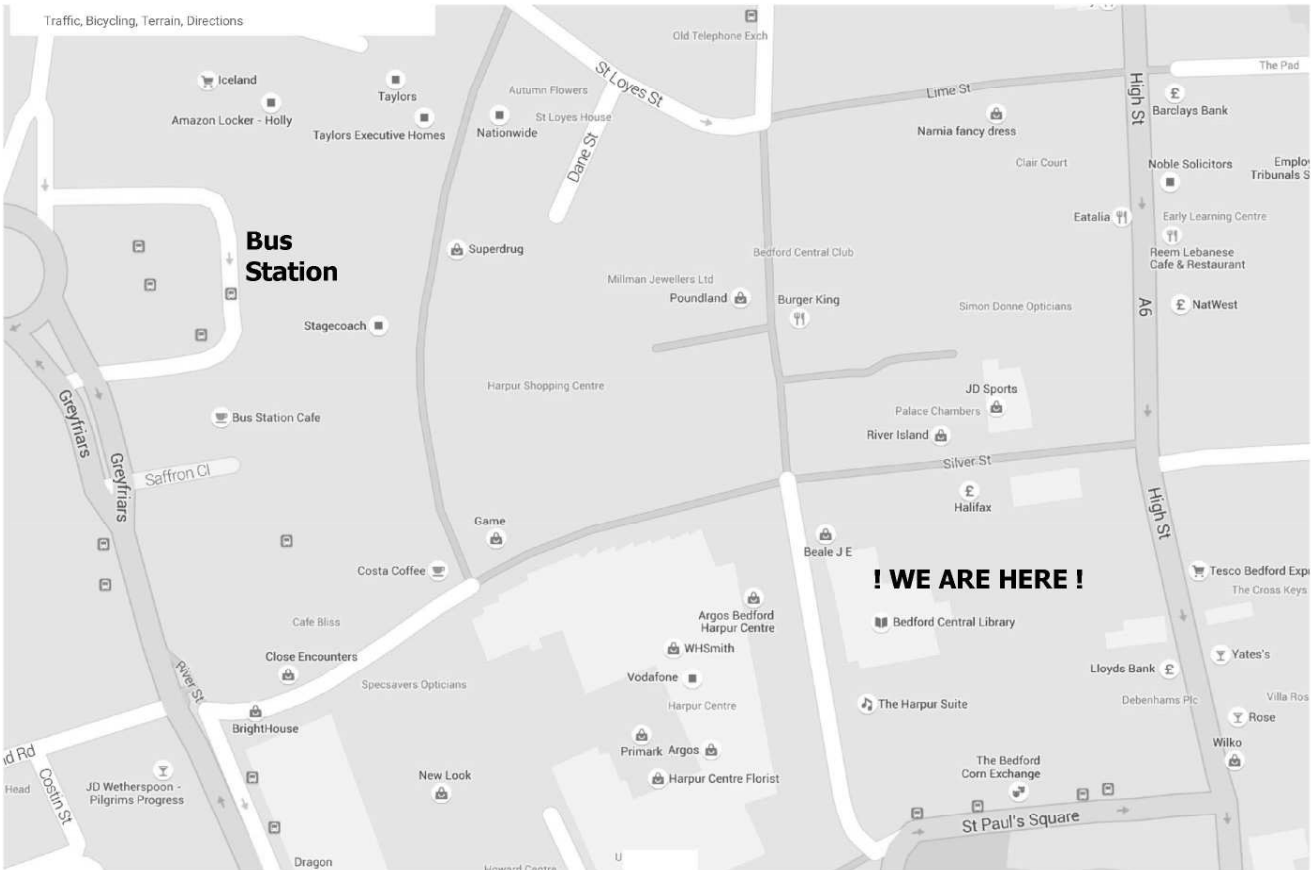 Traffic, Bicycling, Terrain, Directions
Old Telephone Exch
Iceland
Taylors
Amazon Locker - Holly
Taylors Executive Homes
Autumn Flowers
St Loyes House
Nationwide
St Loyes St
Dane St
Lime St
Narnia fancy dress
Clair Court
High St
The Pad
Barclays Bank
Noble Solicitors
Tribunals S
Eatalia
Early Learning Centre
Reem Lebanese
Cafe & Restaurant
Bus
Station
Superdrug
Bedford Central Club
Millman Jewellers Ltd
Poundland
Burger King
Simon Donne Opticians
A6
NatWest
Stagecoach
Harpur Shopping Centre
JD Sports
Palace Chambers
River Island
Silver St
Halifax
Greyfriars
Bus Station Cafe
Greyfriars
Saffron Cl
Game
Costa Coffee
Beale J E
High St
! WE ARE HERE !
Tesco Bedford Exp
The Cross Keys
Argos Bedford
Harpur Centre
Bedford Central Library
Cafe Bliss
Close Encounters
WHSmith
Vodafone
Specsavers Opticians
Harpur Centre
Lloyds Bank
Yates's
Debenhams Plc
Villa Ros
The Harpur Suite
Rose
River St
BrightHouse
Primark
Argos
Wilko
nd Rd
Head
Costin St
JD Wetherspoon -
Pilgrims Progress
New Look
Harpur Centre Florist
The Bedford
Corn Exchange
St Paul's Square
Dragon
Howard Centre